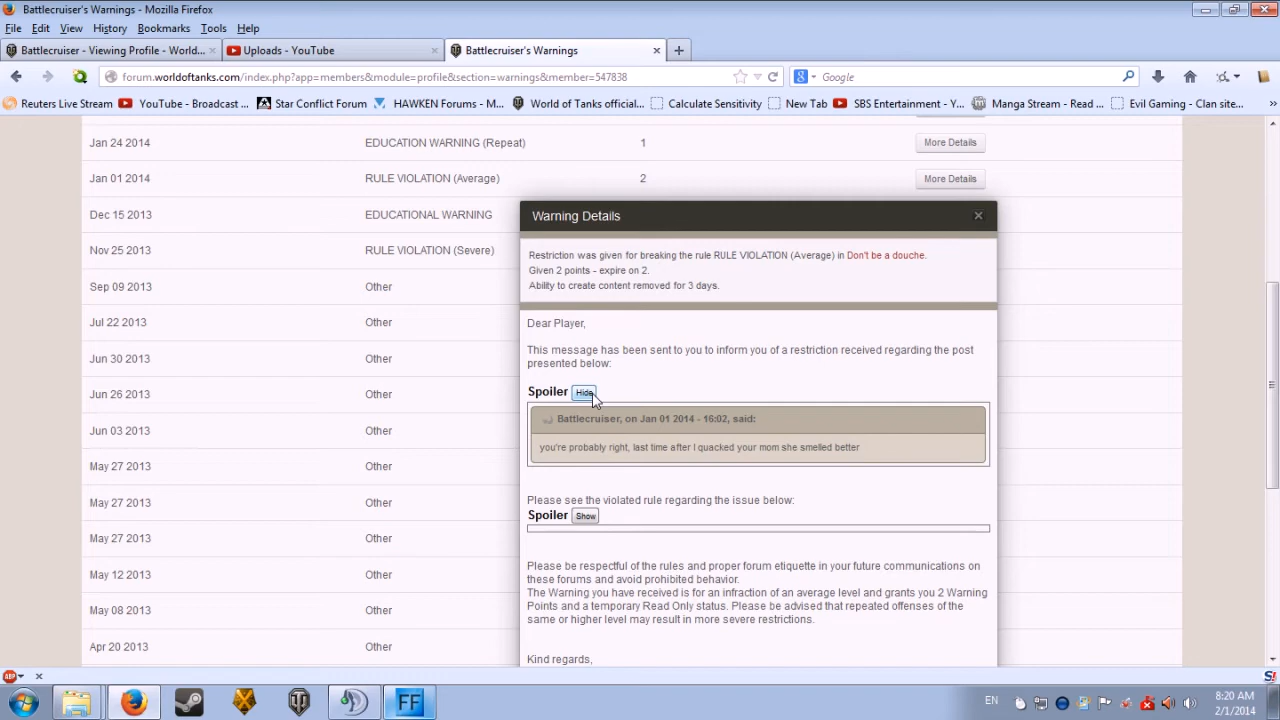 Battlecruiser's Warnings - Mozilla Firefox
File Edit View History Bookmarks Tools Help
Battlecruiser - Viewing Profile - World... × Uploads - YouTube × Battlecruiser's Warnings ×
forum.worldoftanks.com/index.php?app=members&module=profile&section=warnings&member=547838 Google
Reuters Live Stream YouTube - Broadcast ... Star Conflict Forum HAWKEN Forums - M... World of Tanks official... Calculate Sensitivity New Tab SBS Entertainment - Y... Manga Stream - Read ... Evil Gaming - Clan site...
Jan 24 2014 EDUCATION WARNING (Repeat) 1 More Details
Jan 01 2014 RULE VIOLATION (Average) 2 More Details
Dec 15 2013 EDUCATIONAL WARNING
Nov 25 2013 RULE VIOLATION (Severe)
Sep 09 2013 Other
Jul 22 2013 Other
Jun 30 2013 Other
Jun 26 2013 Other
Jun 03 2013 Other
May 27 2013 Other
May 27 2013 Other
May 27 2013 Other
May 12 2013 Other
May 08 2013 Other
Apr 20 2013 Other
Warning Details
Restriction was given for breaking the rule RULE VIOLATION (Average) in Don't be a douche.
Given 2 points - expire on 2.
Ability to create content removed for 3 days.
Dear Player,
This message has been sent to you to inform you of a restriction received regarding the post
presented below:
Spoiler Hide
Battlecruiser, on Jan 01 2014 - 16:02, said:
you're probably right, last time after I quacked your mom she smelled better
Please see the violated rule regarding the issue below:
Spoiler Show
Please be respectful of the rules and proper forum etiquette in your future communications on
these forums and avoid prohibited behavior.
The Warning you have received is for an infraction of an average level and grants you 2 Warning
Points and a temporary Read Only status. Please be advised that repeated offenses of the
same or higher level may result in more severe restrictions.
Kind regards,
ABP
FF
EN
8:20 AM
2/1/2014